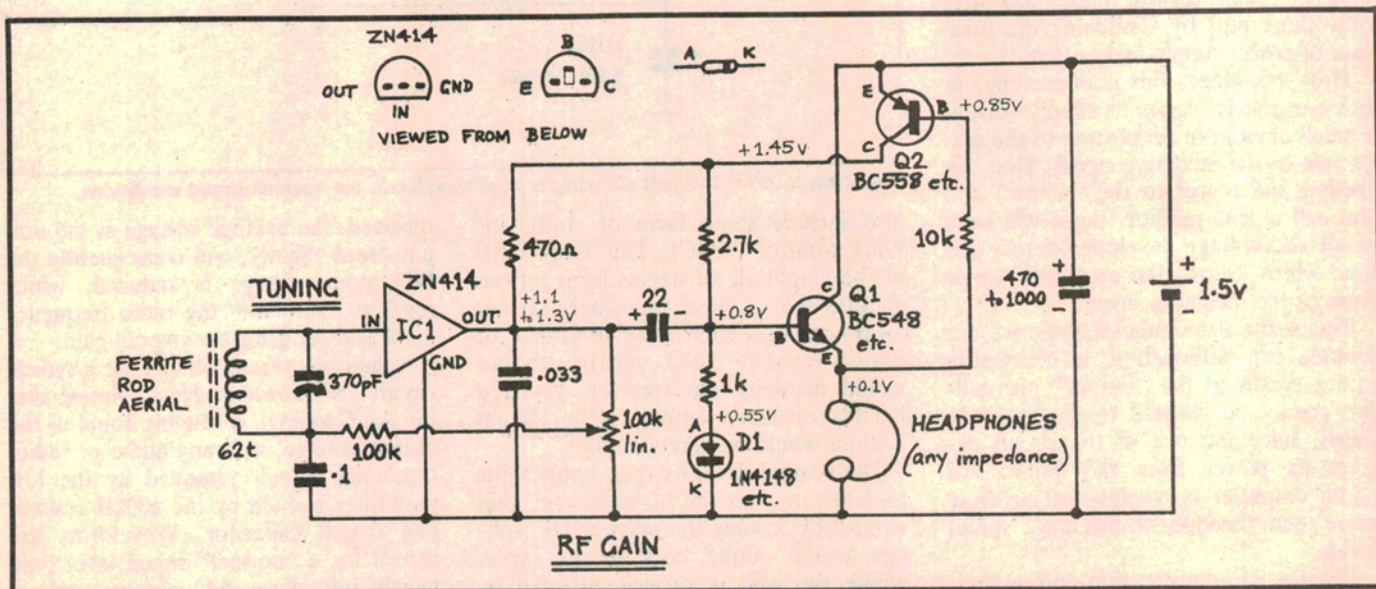 ZN414
OUT GND
IN
B
E C
A K
VIEWED FROM BELOW
E
B +0.85v
C
Q2
BC558 etc.
+1.45v
470Ω
2.7k
10k
470
to 1000
+
-
+
-
1.5V
TUNING
ZN414
IN IC1 OUT
GND
+1.1
to 1.3v
22
+ -
+0.8v
C
B
E
Q1
BC548
etc.
FERRITE
ROD
AERIAL
62t
370pF
.033
100k
lin.
1k
+0.55v
+0.1v
A
D1
1N4148
etc.
K
HEADPHONES
(any impedance)
100k
.1
RF GAIN